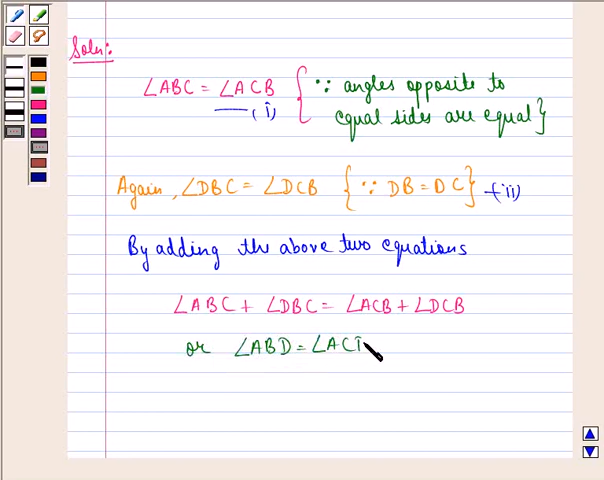 Soln:
∠ABC = ∠ACB {∵ angles opposite to
(i) equal sides are equal}
Again, ∠DBC = ∠DCB {∵ DB = DC} (ii)
By adding the above two equations
∠ABC + ∠DBC = ∠ACB + ∠DCB
or ∠ABD = ∠AC